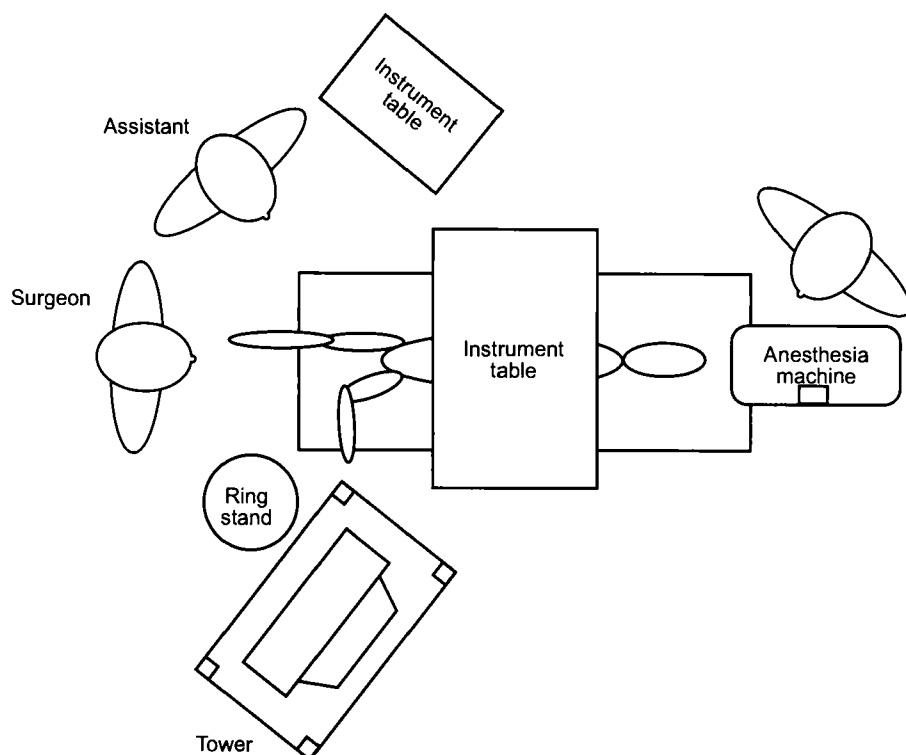 Instrument
table
Assistant
Surgeon
Instrument
table
Anesthesia
machine
Ring
stand
Tower